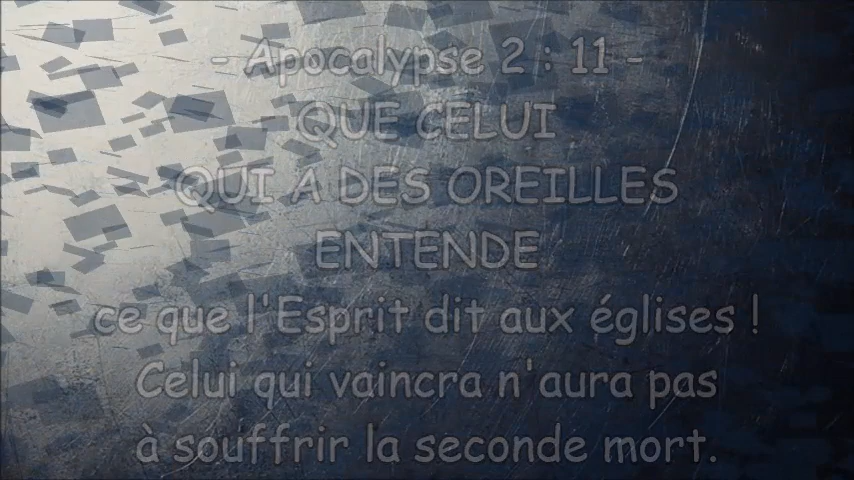 - Apocalypse 2 : 11 -
QUE CELUI
QUI A DES OREILLES
ENTENDE
ce que l'Esprit dit aux églises !
Celui qui vaincra n'aura pas
à souffrir la seconde mort.